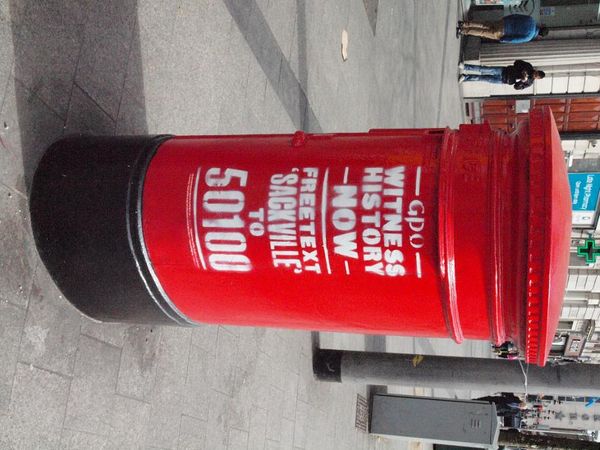 GPO
WITNESS
HISTORY
NOW
FREETEXT
'SACKVILLE'
TO
50100